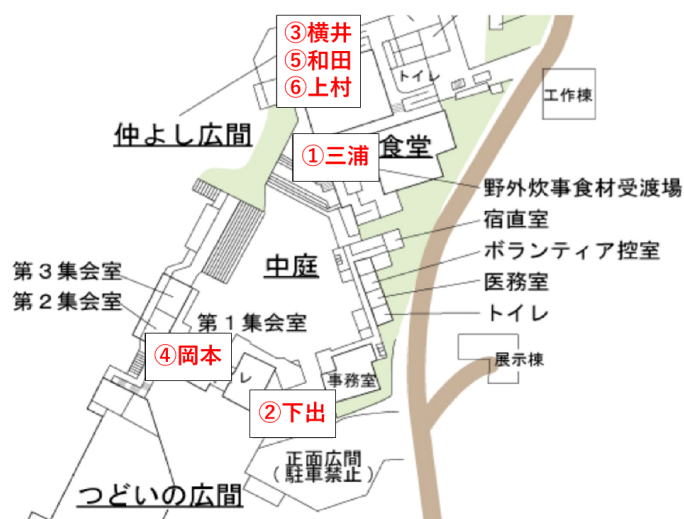 ③横井
⑤和田
⑥上村
トイレ
工作棟
仲よし広間
①三浦
食堂
野外炊事食材受渡場
宿直室
ボランティア控室
中庭
医務室
第３集会室
第２集会室
第１集会室
トイレ
④岡本
レ
事務室
展示棟
②下出
正面広間
（駐車禁止）
つどいの広間